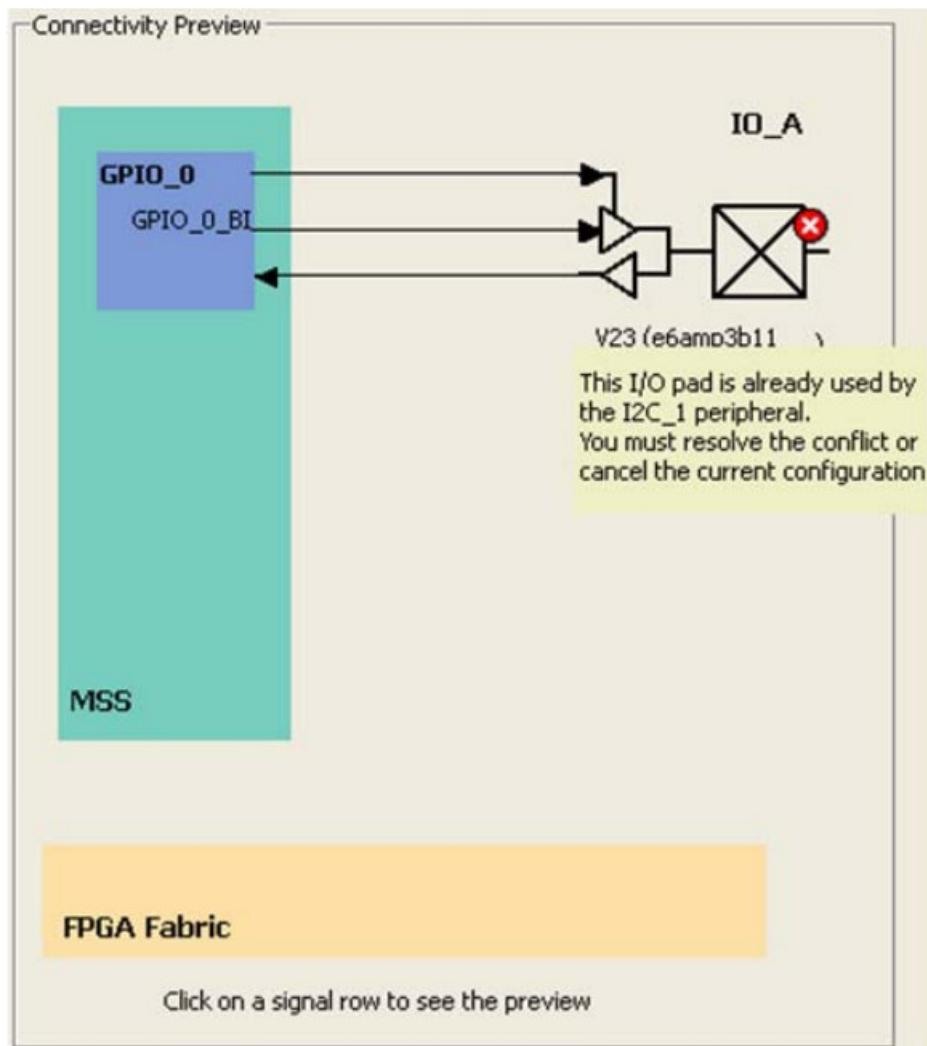 Connectivity Preview
IO_A
GPIO_0
GPIO_0_BI
V23 (e6amp3b11
This I/O pad is already used by
the I2C_1 peripheral.
You must resolve the conflict or
cancel the current configuration
MSS
FPGA Fabric
Click on a signal row to see the preview